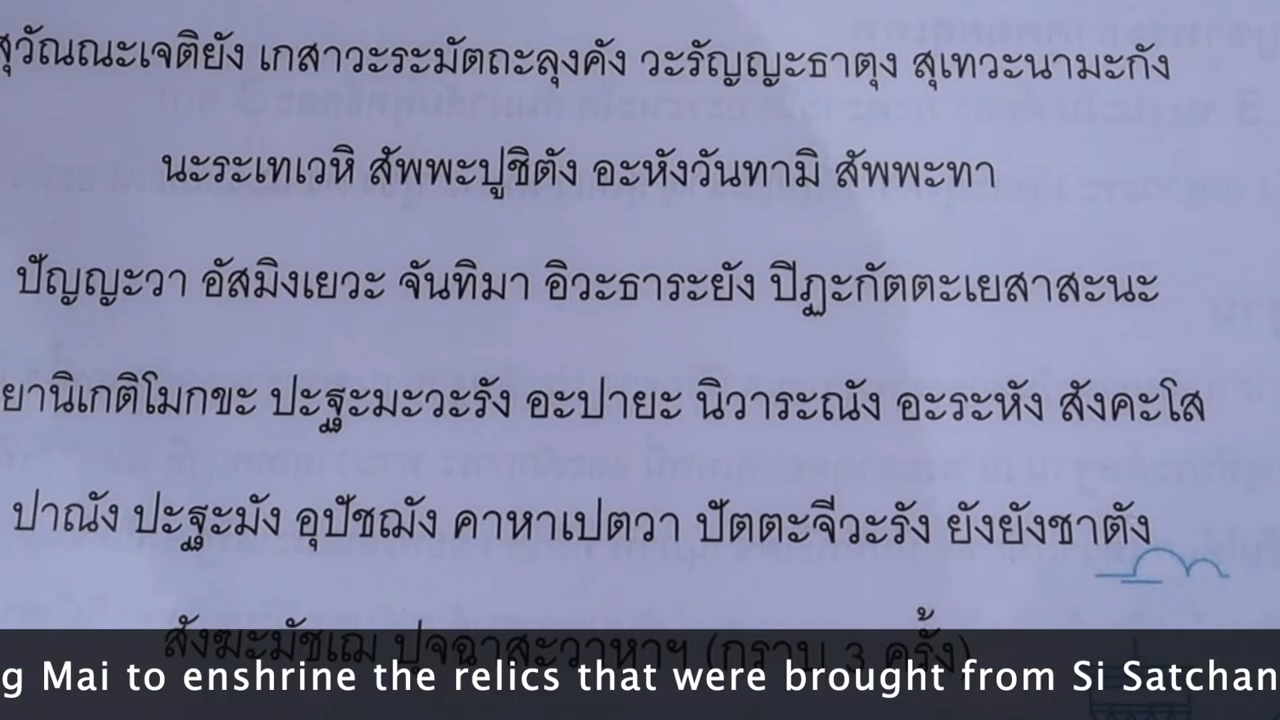 สุวัณณะเจติยัง เกสาวะระมัตถะลุงคัง วะรัญญะธาตุง สุเทวะนามะกัง
นะระเทเวหิ สัพพะปูชิตัง อะหังวันทามิ สัพพะทา
ปัญญะวา อัสมิงเยวะ จันทิมา อิวะธาระยัง ปีฏะกัตตะเยสาสะนะ
ยานิเกติโมกขะ ปะฐะมะวะรัง อะปายะ นิวาระณัง อะระหัง สังคะโส
ปาณัง ปะฐะมัง อุปัชฌัง คาหาเปตวา ปัตตะจีวะรัง ยังยังชาตัง
สังฆะมัชเฌ ปุจฉาสะวาหาฯ (กราบ 3 ครั้ง)
g Mai to enshrine the relics that were brought from Si Satchan